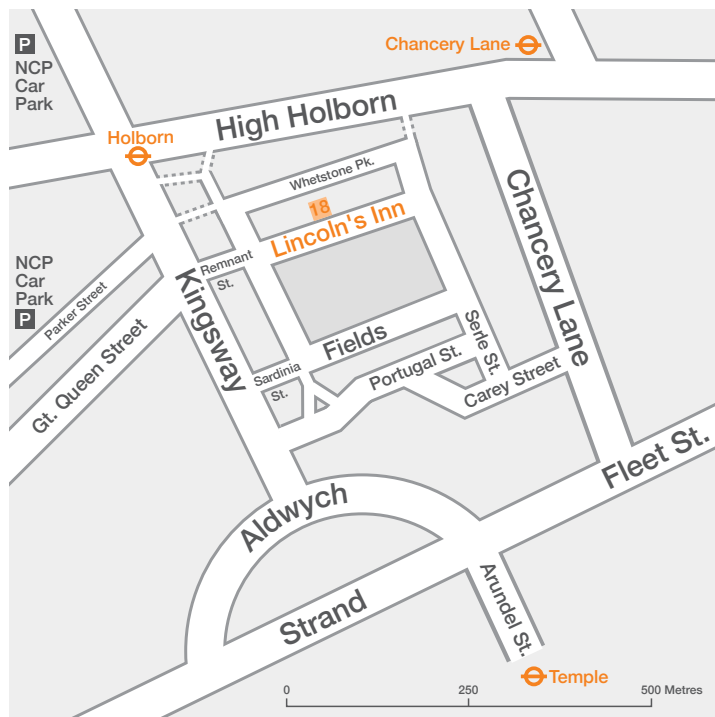 P
NCP
Car
Park
Chancery Lane
High Holborn
Holborn
Whetstone Pk.
18
Lincoln's Inn
Chancery Lane
Remnant
St.
NCP
Car
Park
P
Parker Street
Kingsway
Gt. Queen Street
Fields
Serle St.
Sardinia
St.
Portugal St.
Carey Street
Fleet St.
Aldwych
Arundel St.
Strand
Temple
0 250 500 Metres